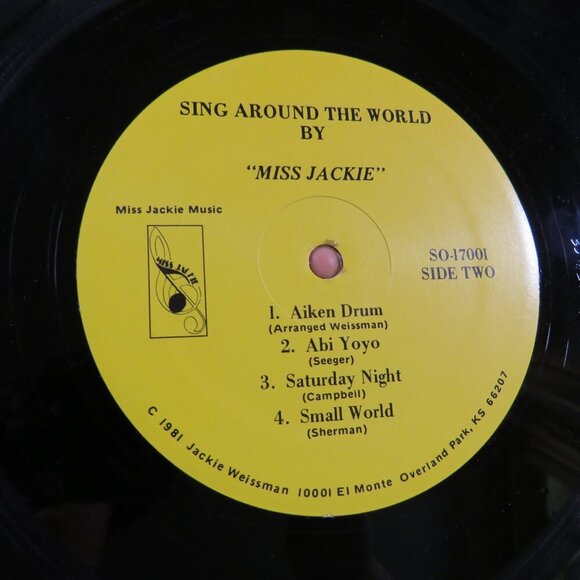 SING AROUND THE WORLD
BY
"MISS JACKIE"
Miss Jackie Music
MISS JACKIE
SO-17001
SIDE TWO
1. Aiken Drum
(Arranged Weissman)
2. Abi Yoyo
(Seeger)
3. Saturday Night
(Campbell)
4. Small World
(Sherman)
C 1981 Jackie Weissman 10001 El Monte Overland Park, KS 66207